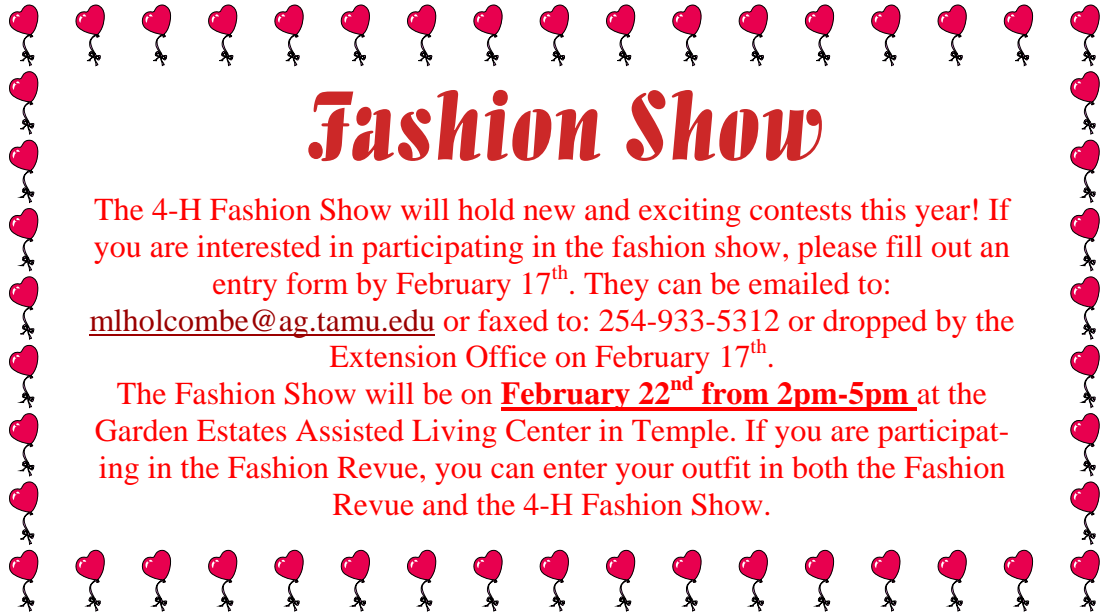 Fashion Show
The 4-H Fashion Show will hold new and exciting contests this year! If
you are interested in participating in the fashion show, please fill out an
entry form by February 17th. They can be emailed to:
mlholcombe@ag.tamu.edu or faxed to: 254-933-5312 or dropped by the
Extension Office on February 17th.
The Fashion Show will be on February 22nd from 2pm-5pm at the
Garden Estates Assisted Living Center in Temple. If you are participat-
ing in the Fashion Revue, you can enter your outfit in both the Fashion
Revue and the 4-H Fashion Show.